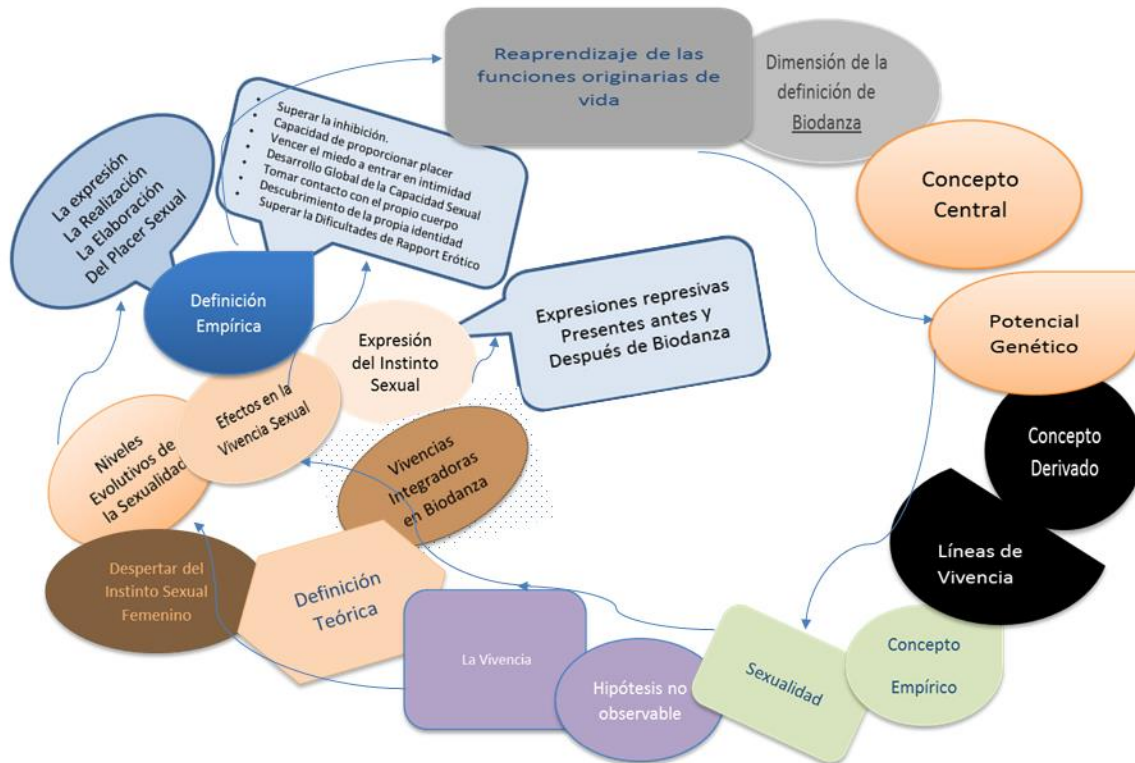 Reaprendizaje de las
funciones originarias de
vida
Dimensión de la
definición de
Biodanza
Concepto
Central
Potencial
Genético
Concepto
Derivado
Líneas de
Vivencia
Concepto
Empírico
Sexualidad
Hipótesis no
observable
La Vivencia
Definición
Teórica
Despertar del
Instinto Sexual
Femenino
Niveles
Evolutivos de
la Sexualidad
Efectos en la
Vivencia Sexual
Vivencias
Integradoras
en Biodanza
Expresión
del Instinto
Sexual
Expresiones represivas
Presentes antes y
Después de Biodanza
Definición
Empírica
La expresión
La Realización
La Elaboración
Del Placer Sexual
• Superar la inhibición.
• Capacidad de proporcionar placer
• Vencer el miedo a entrar en intimidad
• Desarrollo Global de la Capacidad Sexual
• Tomar contacto con el propio cuerpo
• Descubrimiento de la propia identidad
• Superar la Dificultades de Rapport Erótico